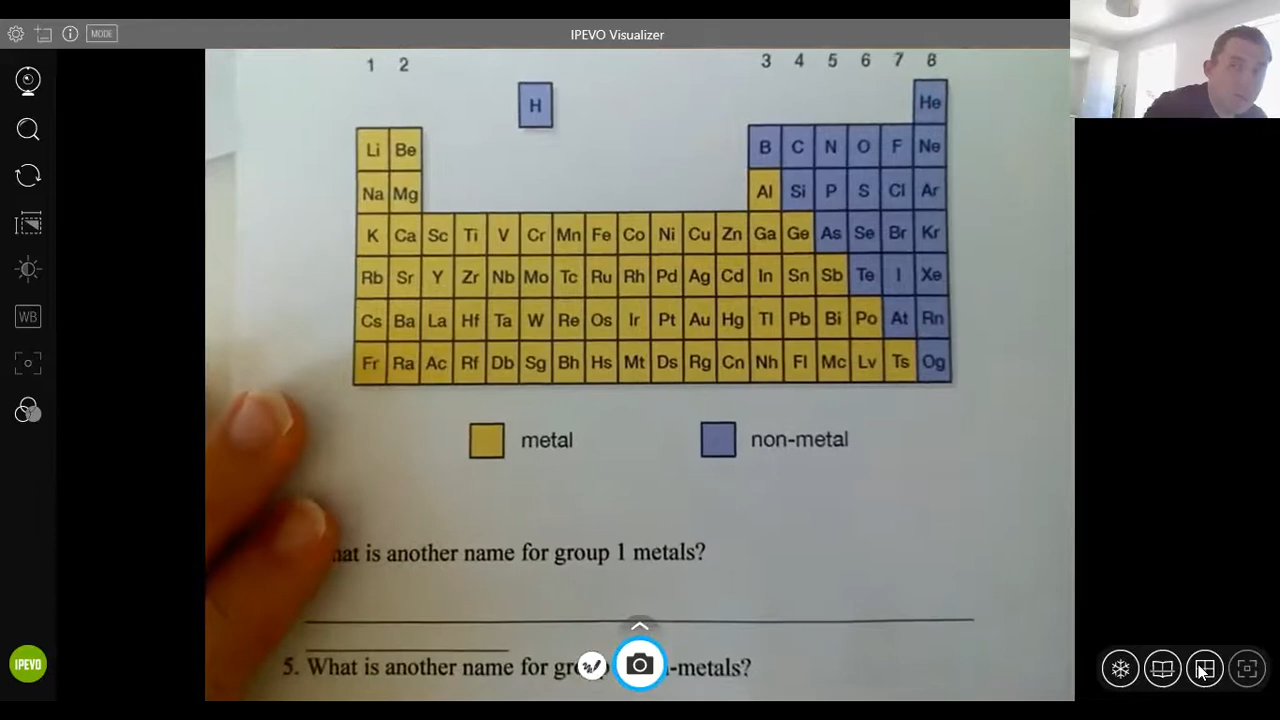 MODE
IPEVO Visualizer
1 2 3 4 5 6 7 8
H He
Li Be B C N O F Ne
Na Mg Al Si P S Cl Ar
K Ca Sc Ti V Cr Mn Fe Co Ni Cu Zn Ga Ge As Se Br Kr
Rb Sr Y Zr Nb Mo Tc Ru Rh Pd Ag Cd In Sn Sb Te I Xe
Cs Ba La Hf Ta W Re Os Ir Pt Au Hg Tl Pb Bi Po At Rn
Fr Ra Ac Rf Db Sg Bh Hs Mt Ds Rg Cn Nh Fl Mc Lv Ts Og
WB
metal non-metal
is another name for group 1 metals?
IPEVO
5. What is another name for -metals?